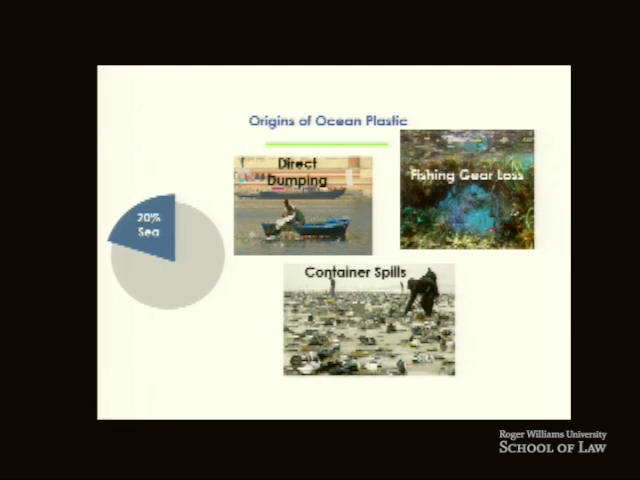 Origins of Ocean Plastic
Direct
Dumping
Fishing Gear Loss
20%
Sea
Container Spills
Roger Williams University
SCHOOL OF LAW